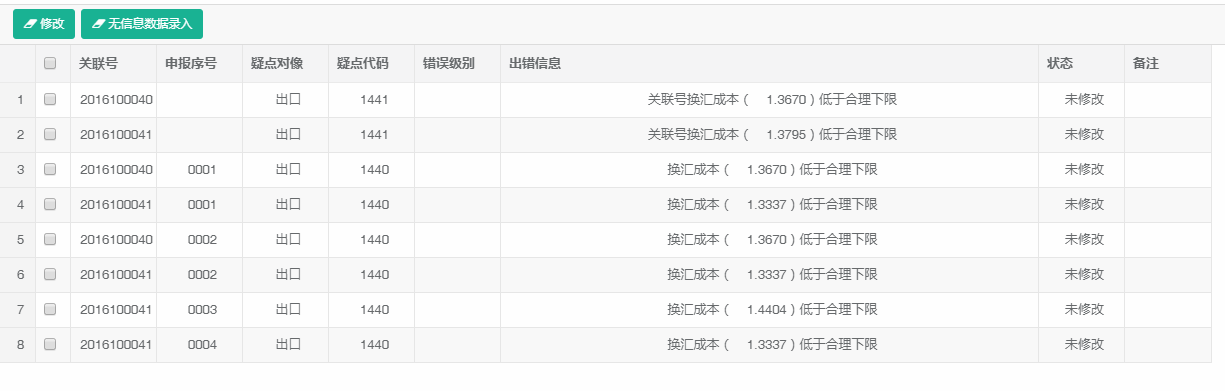 修改 无信息数据录入
关联号 申报序号 疑点对像 疑点代码 错误级别 出错信息 状态 备注
1 2016100040 出口 1441 关联号换汇成本（ 1.3670）低于合理下限 未修改
2 2016100041 出口 1441 关联号换汇成本（ 1.3795）低于合理下限 未修改
3 2016100040 0001 出口 1440 换汇成本（ 1.3670）低于合理下限 未修改
4 2016100041 0001 出口 1440 换汇成本（ 1.3337）低于合理下限 未修改
5 2016100040 0002 出口 1440 换汇成本（ 1.3670）低于合理下限 未修改
6 2016100041 0002 出口 1440 换汇成本（ 1.3337）低于合理下限 未修改
7 2016100041 0003 出口 1440 换汇成本（ 1.4404）低于合理下限 未修改
8 2016100041 0004 出口 1440 换汇成本（ 1.3337）低于合理下限 未修改